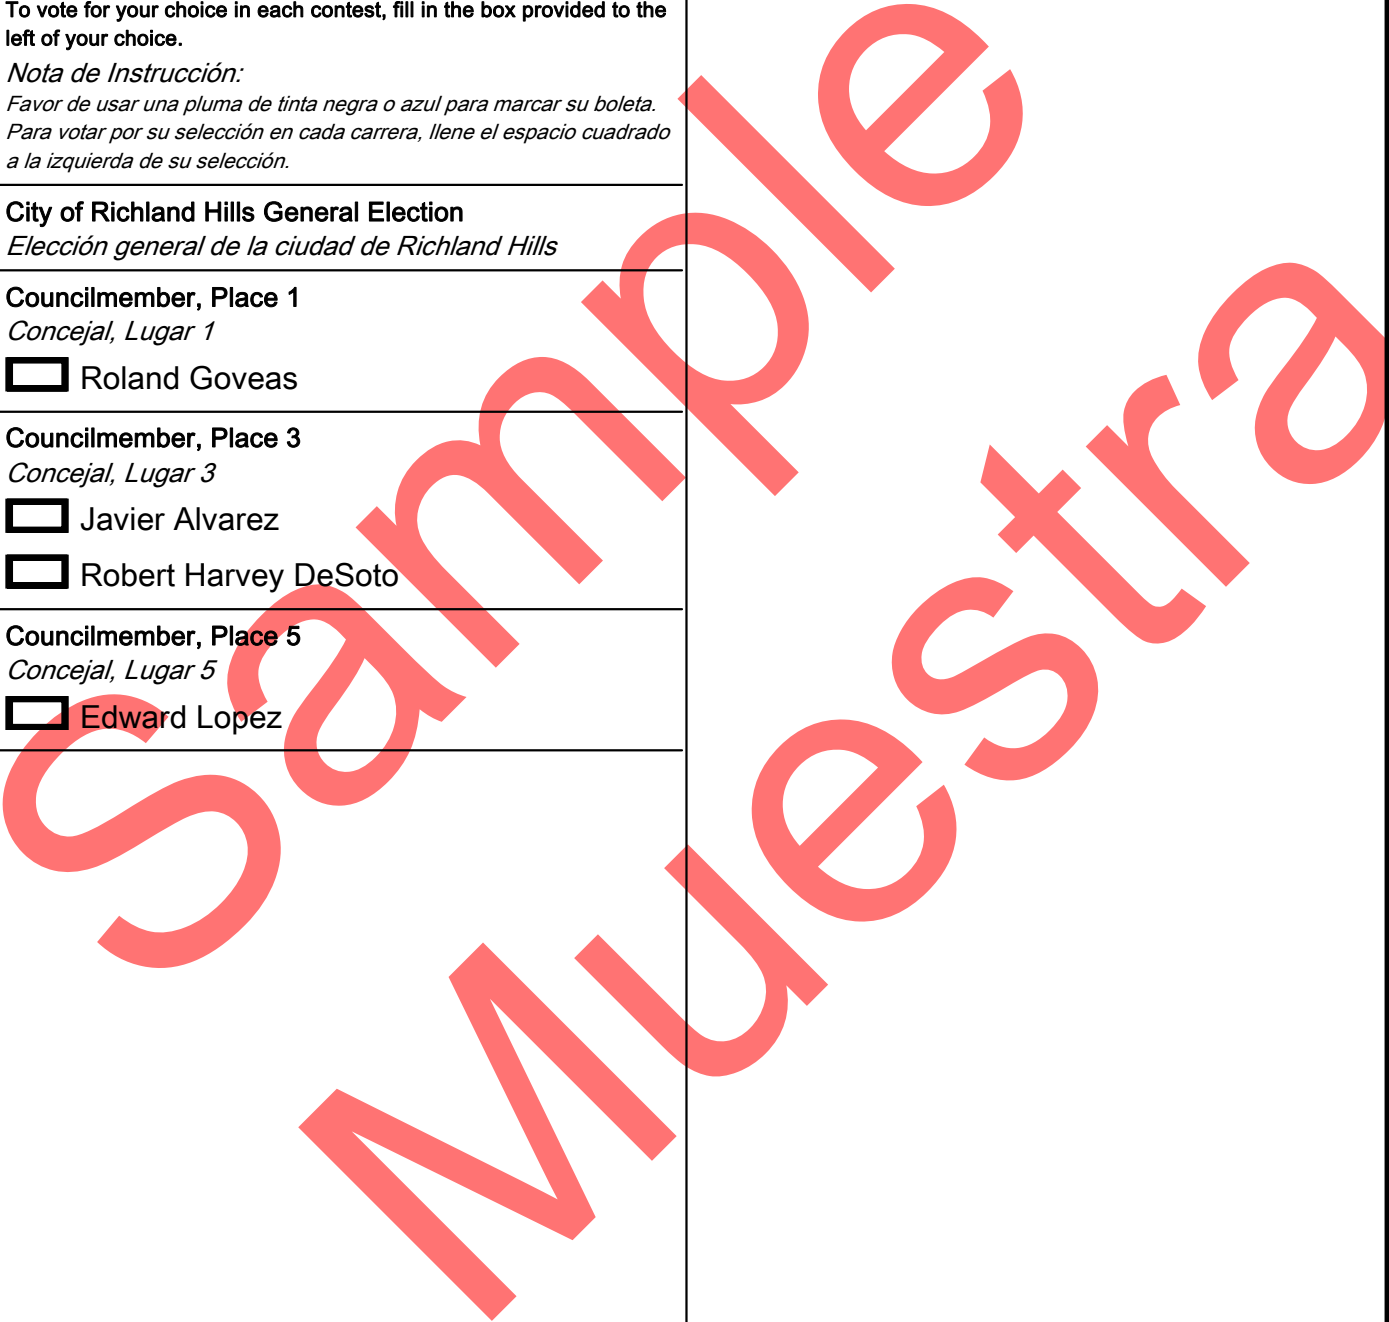 To vote for your choice in each contest, fill in the box provided to the
left of your choice.
Nota de Instrucción:
Favor de usar una pluma de tinta negra o azul para marcar su boleta.
Para votar por su selección en cada carrera, llene el espacio cuadrado
a la izquierda de su selección.
City of Richland Hills General Election
Elección general de la ciudad de Richland Hills
Councilmember, Place 1
Concejal, Lugar 1
Roland Goveas
Councilmember, Place 3
Concejal, Lugar 3
Javier Alvarez
Robert Harvey DeSoto
Councilmember, Place 5
Concejal, Lugar 5
Edward Lopez
Sample
Muestra